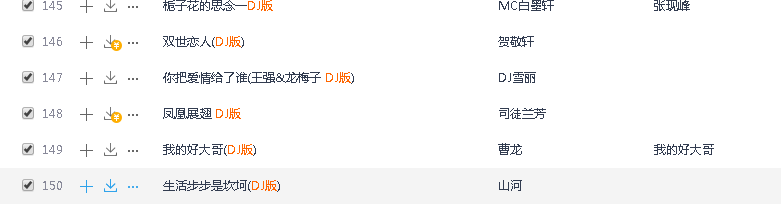 145 栀子花的思念—DJ版 MC白墨轩 张现峰
146 双世恋人(DJ版) 贺敬轩
147 你把爱情给了谁(王强&龙梅子 DJ版) DJ雪丽
148 凤凰展翅 DJ版 司徒兰芳
149 我的好大哥(DJ版) 曹龙 我的好大哥
150 生活步步是坎坷(DJ版) 山河